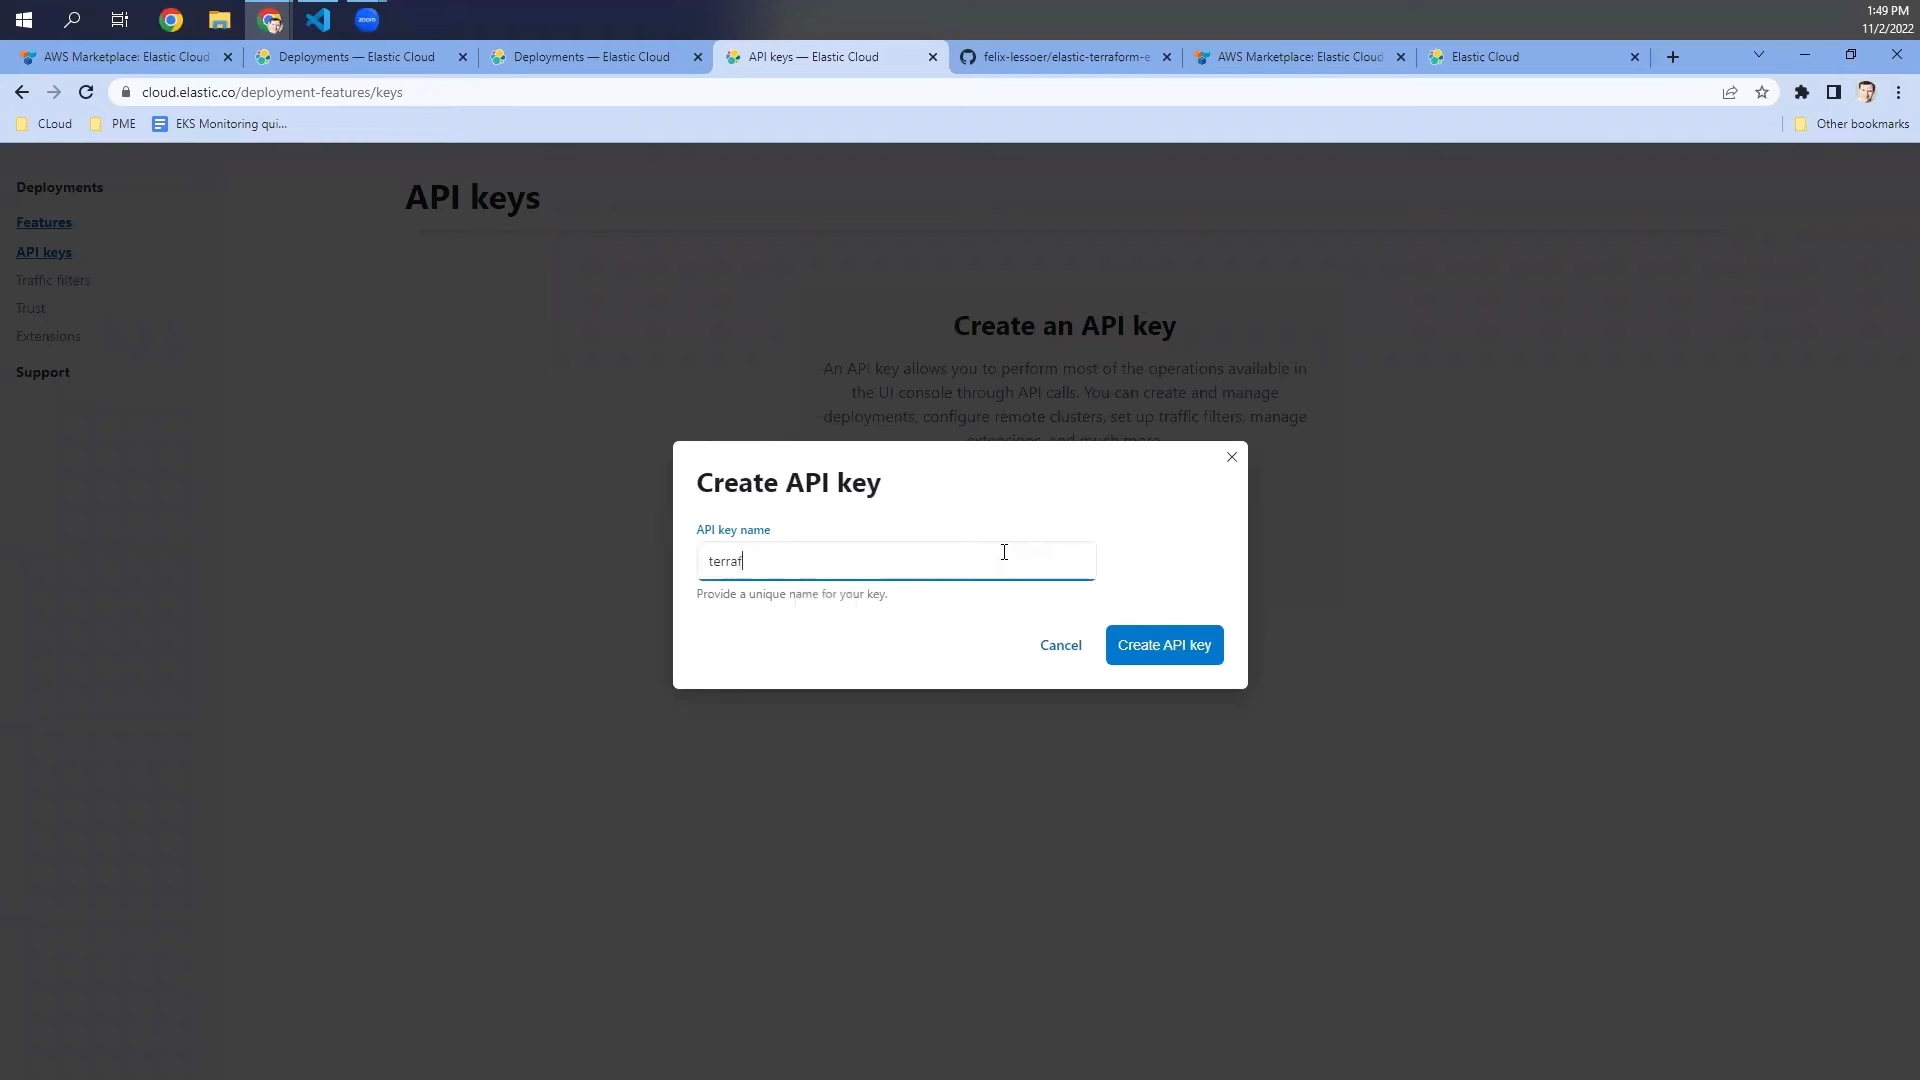 zoom
1:49 PM
11/2/2022
AWS Marketplace: Elastic Cloud
Deployments — Elastic Cloud
Deployments — Elastic Cloud
API keys — Elastic Cloud
felix-lessoer/elastic-terraform-e
AWS Marketplace: Elastic Cloud
Elastic Cloud
cloud.elastic.co/deployment-features/keys
CLoud
PME
EKS Monitoring qui...
Other bookmarks
Deployments
Features
API keys
Traffic filters
Trust
Extensions
Support
API keys
Create an API key
An API key allows you to perform most of the operations available in
the UI console through API calls. You can create and manage
deployments, configure remote clusters, set up traffic filters, manage
extensions, and much more.
Create API key
API key name
terraf
Provide a unique name for your key.
Cancel
Create API key